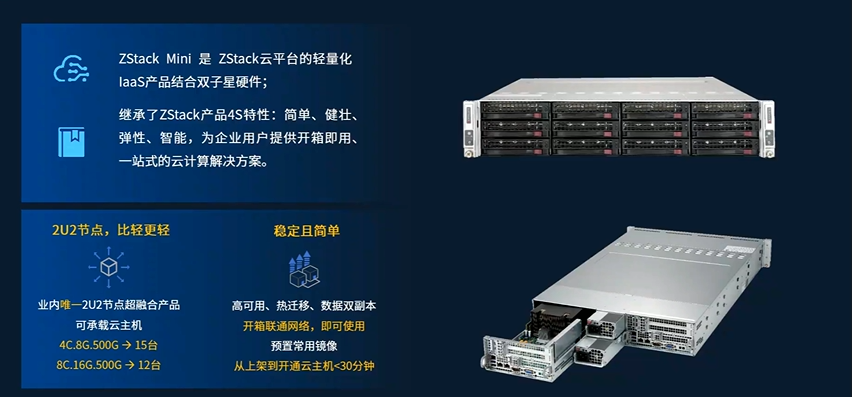 ZStack Mini 是 ZStack云平台的轻量化
IaaS产品结合双子星硬件；
继承了ZStack产品4S特性：简单、健壮、
弹性、智能，为企业用户提供开箱即用、
一站式的云计算解决方案。
2U2节点，比轻更轻
业内唯一2U2节点超融合产品
可承载云主机
4C.8G.500G → 15台
8C.16G.500G → 12台
稳定且简单
高可用、热迁移、数据双副本
开箱联通网络，即可使用
预置常用镜像
从上架到开通云主机<30分钟